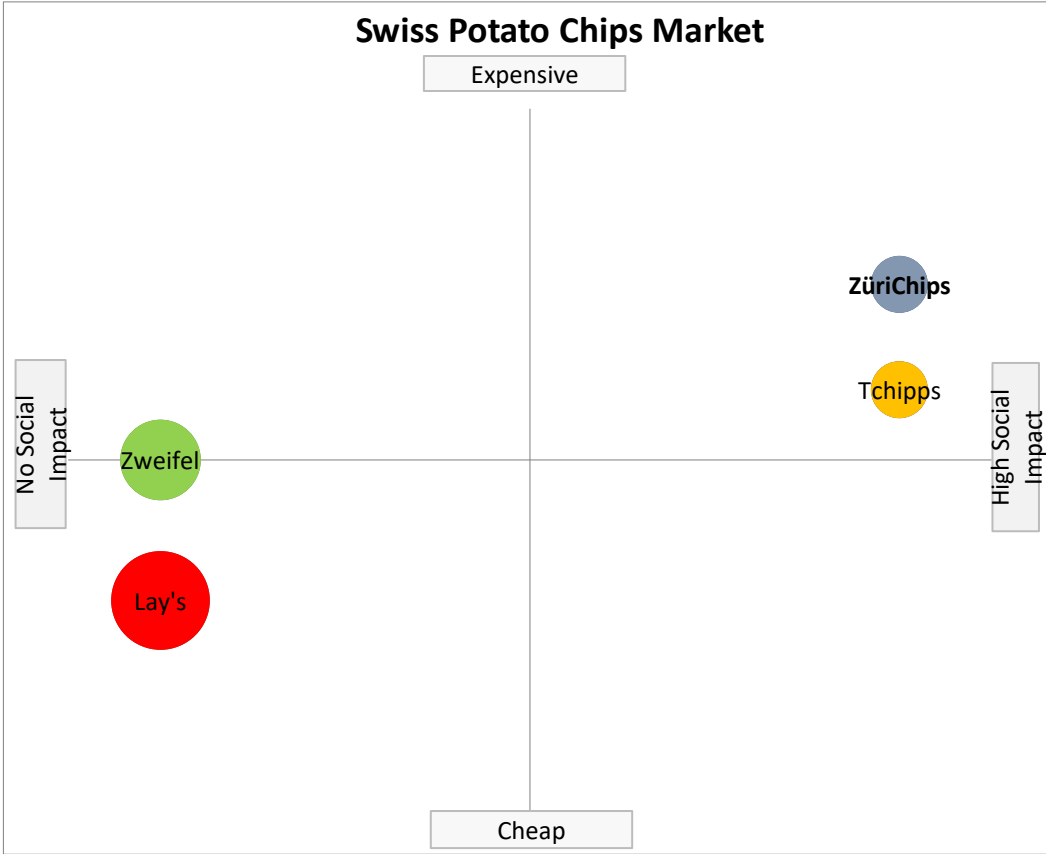 Swiss Potato Chips Market
Expensive
ZüriChips
Tchipps
No Social
Impact
High Social
Impact
Zweifel
Lay's
Cheap